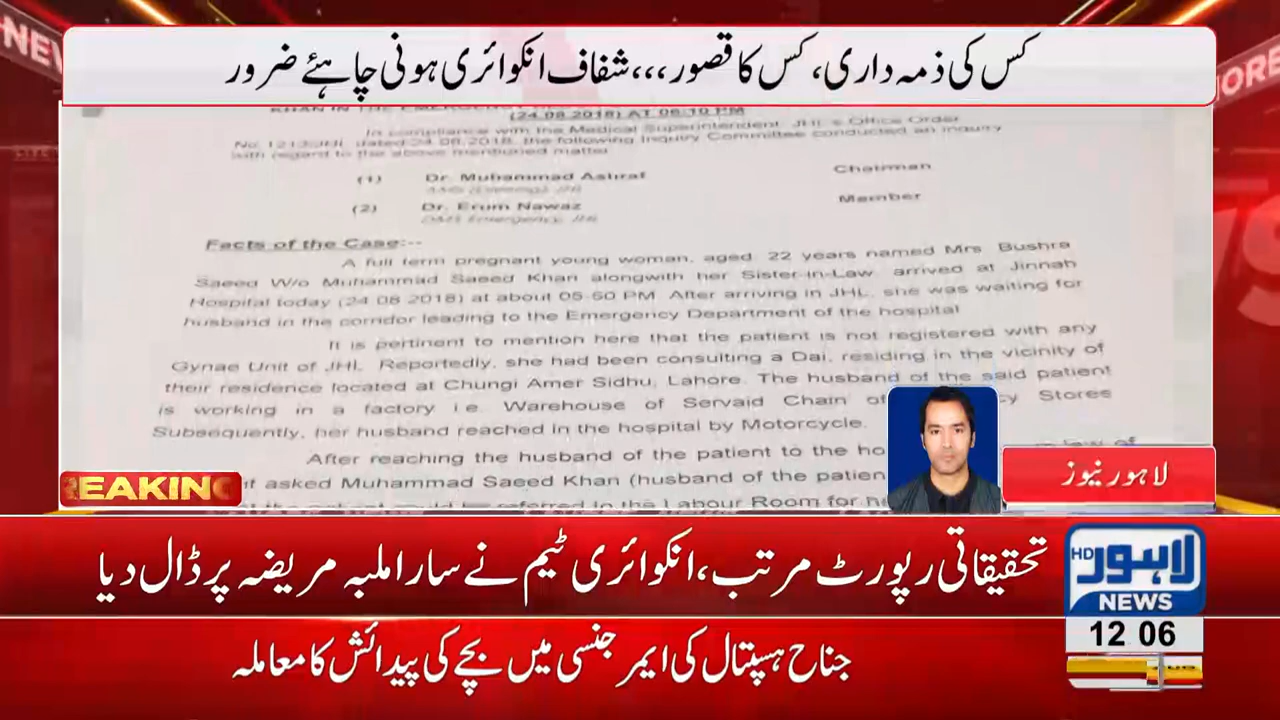 NEW
کس کی ذمہ داری، کس کا قصور،،،شفاف انکوائری ہونی چاہئے ضرور
(24.08.2018) AT 06:10 PM
In compliance with the Medical Superintendent, JHL's Office Order
dated 24.08.2018, the following Inquiry Committee conducted an inquiry
with regard to the above mentioned matter
(1) Dr. Muhammad Ashraf Chairman
(2) Dr. Erum Nawaz Member
DMS Emergency, JHL
Facts of the Case:--
A full term pregnant young woman, aged 22 years named Mrs. Bushra
Saeed W/o Muhammad Saeed Khan alongwith her Sister-in-Law, arrived at Jinnah
Hospital today (24.08.2018) at about 05-50 PM. After arriving in JHL, she was waiting for
husband in the corridor leading to the Emergency Department of the hospital
It is pertinent to mention here that the patient is not registered with any
Gynae Unit of JHL. Reportedly, she had been consulting a Dai, residing in the vicinity of
their residence located at Chungi Amer Sidhu, Lahore. The husband of the said patient
is working in a factory i.e. Warehouse of Servaid Chain of Stores
Subsequently, her husband reached in the hospital by Motorcycle.
After reaching the husband of the patient to the
asked Muhammad Saeed Khan (husband of the patien
referred to the Labour Room for
لاہور نیوز
EAKING
تحقیقاتی رپورٹ مرتب، انکوائری ٹیم نے سارا ملبہ مریضہ پر ڈال دیا
جناح ہسپتال کی ایمرجنسی میں بچے کی پیدائش کا معاملہ
HD لاہور
NEWS
12 06